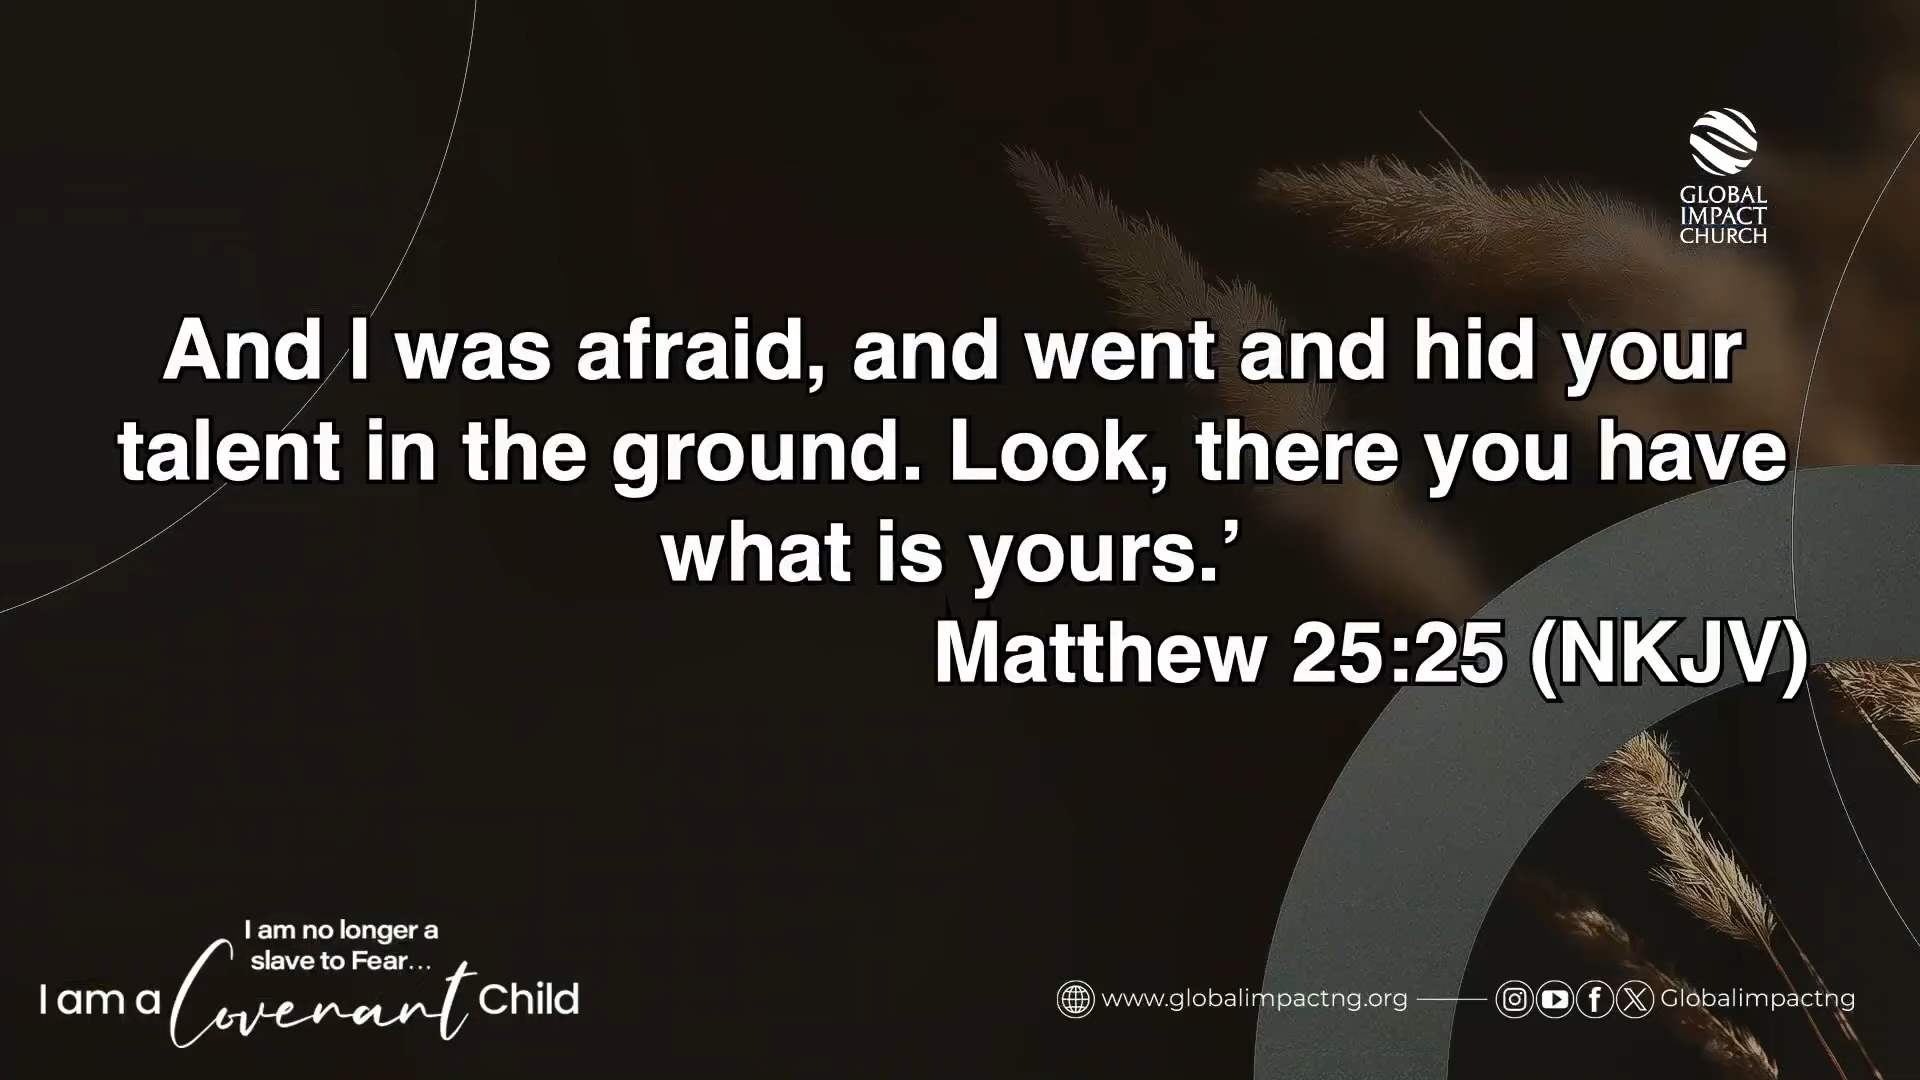 GLOBAL
IMPACT
CHURCH
And I was afraid, and went and hid your
talent in the ground. Look, there you have
what is yours.’
Matthew 25:25 (NKJV)
I am no longer a
slave to Fear...
I am a Covenant Child
www.globalimpactng.org
Globalimpactng